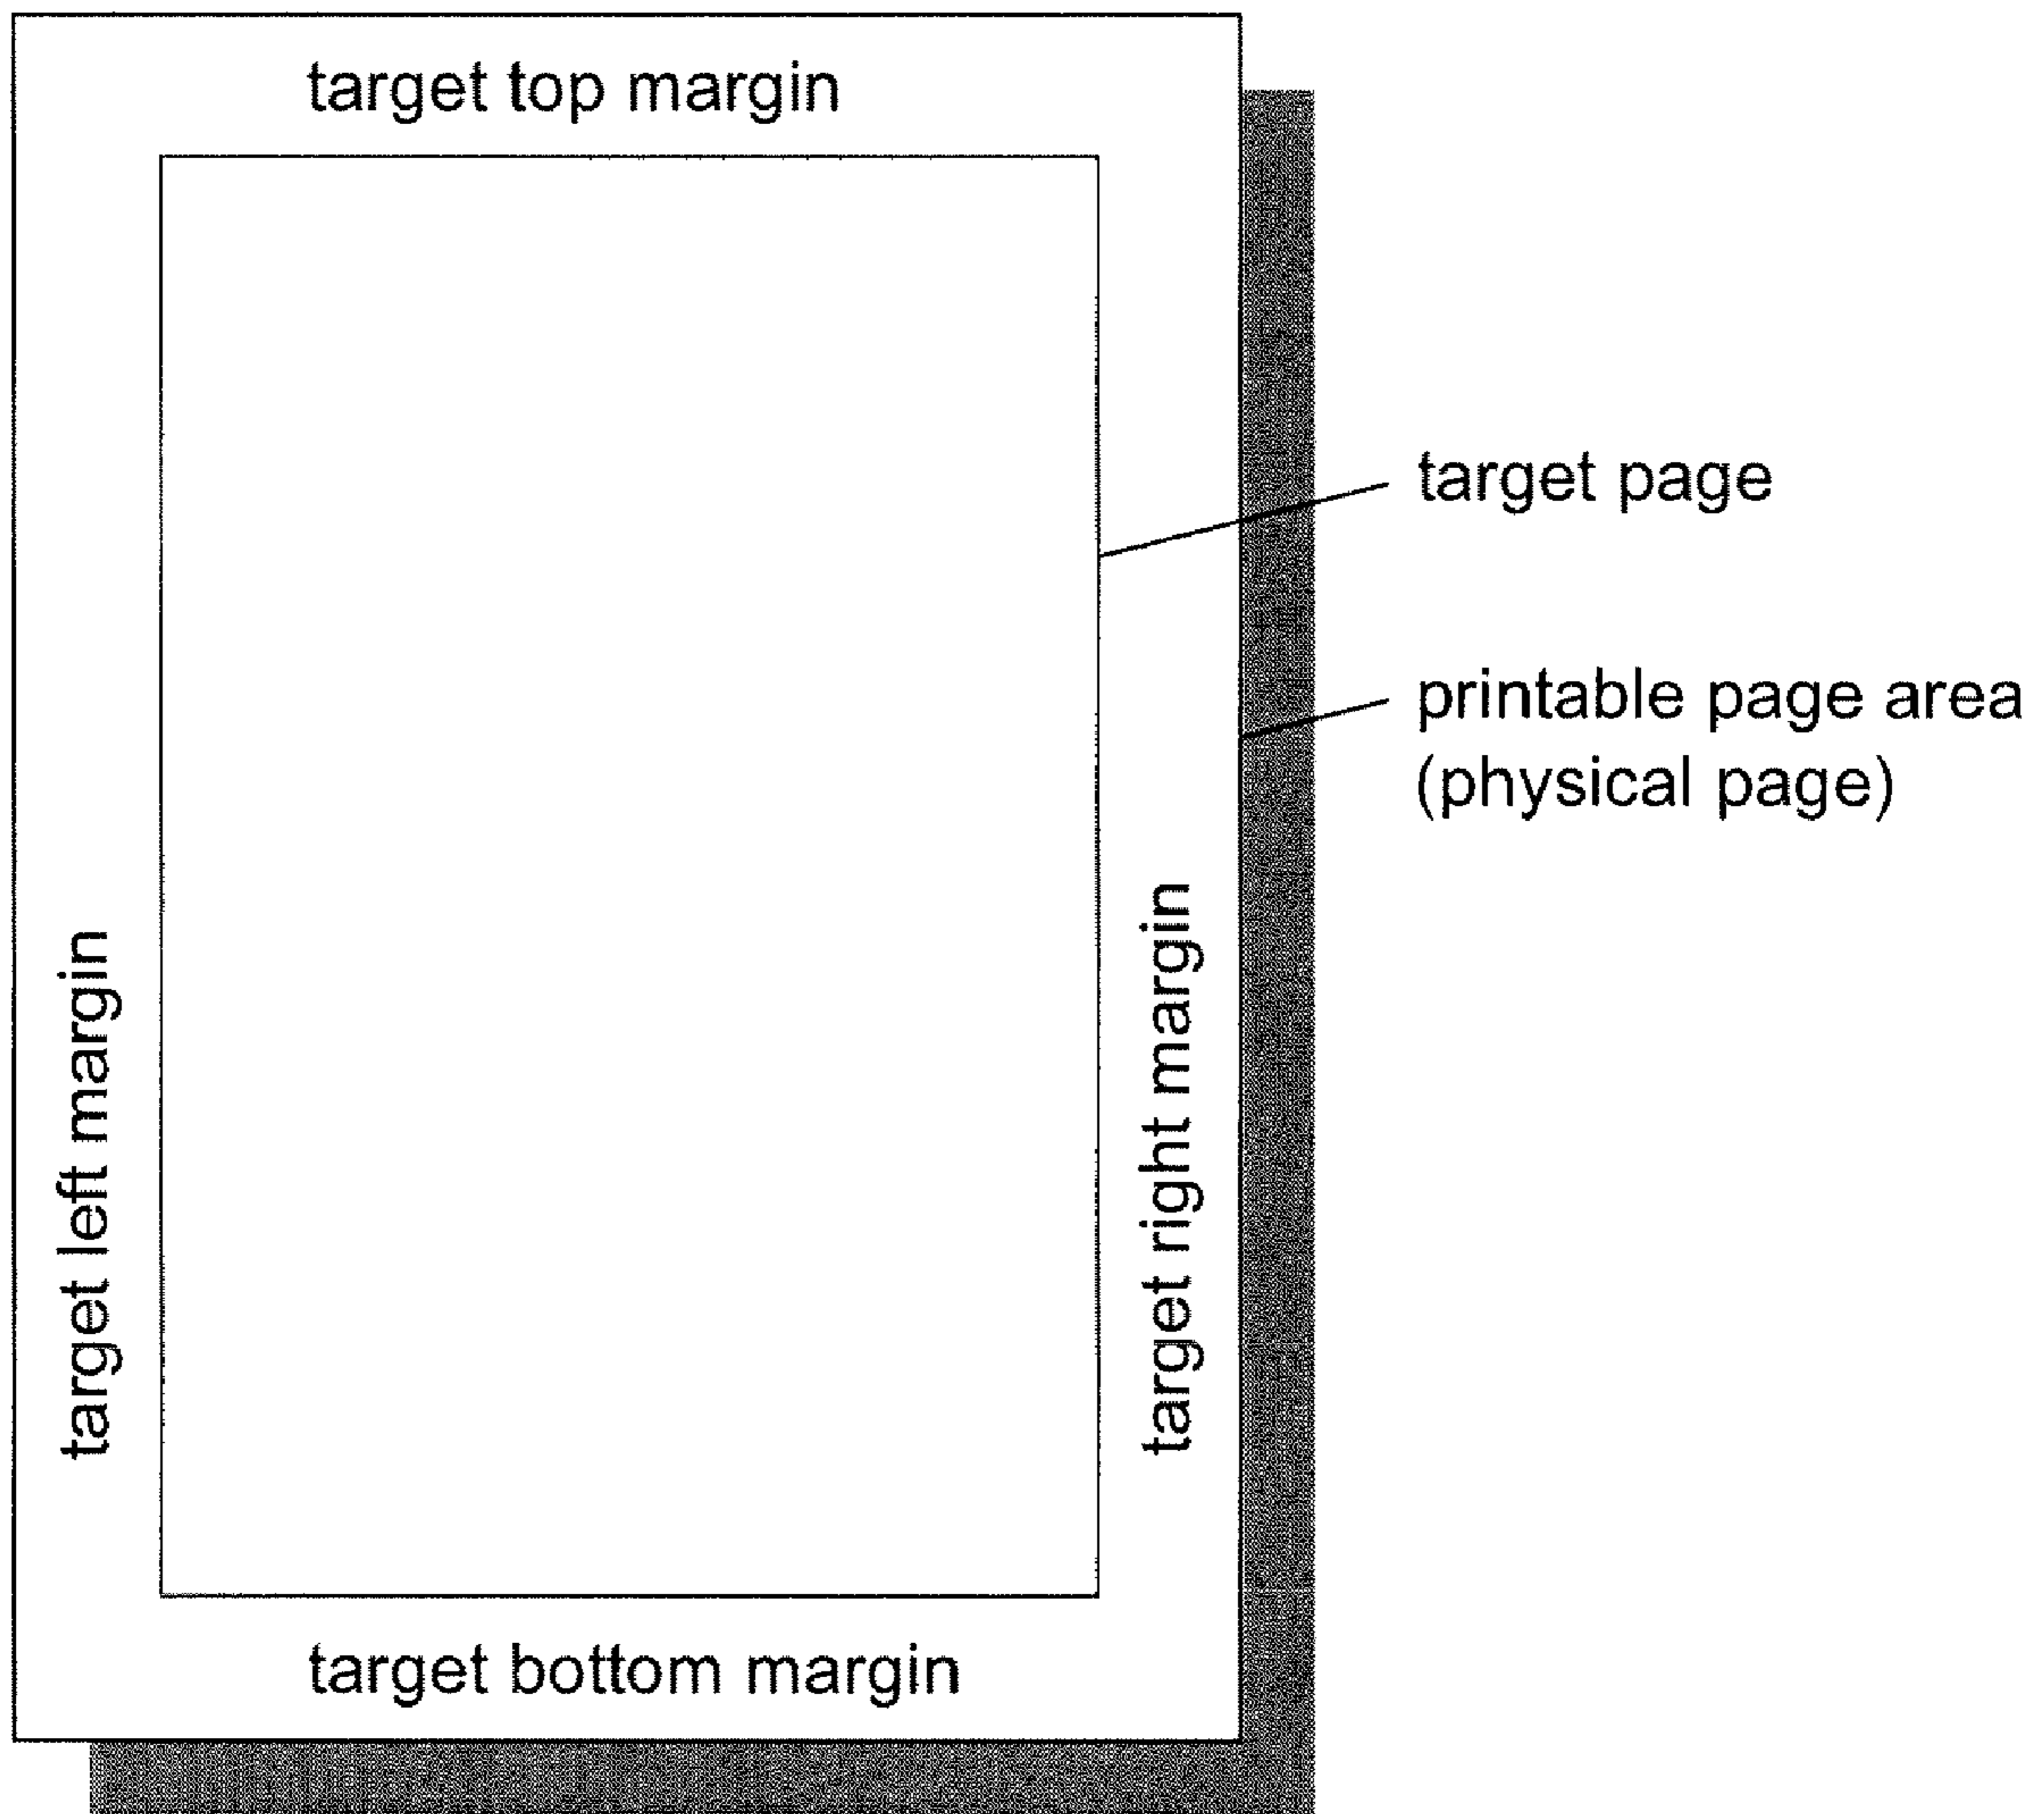 target top margin
target page
printable page area
(physical page)
target left margin
target right margin
target bottom margin